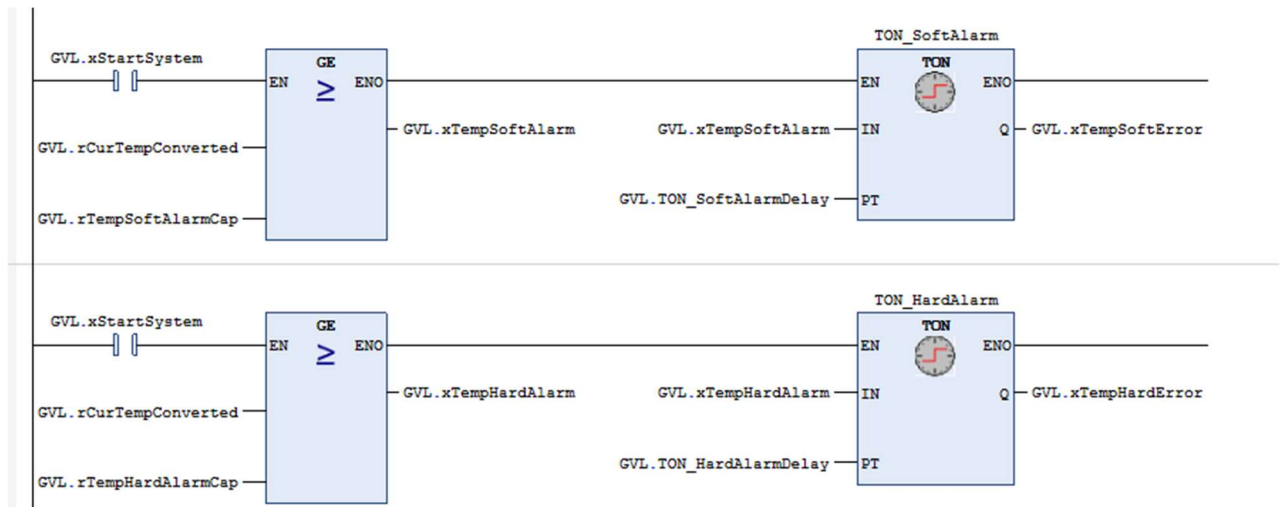 TON_SoftAlarm
GVL.xStartSystem
GE
TON
EN
ENO
EN
ENO
≥
GVL.xTempSoftAlarm
GVL.xTempSoftAlarm
IN
Q
GVL.xTempSoftError
GVL.rCurTempConverted
GVL.TON_SoftAlarmDelay
PT
GVL.rTempSoftAlarmCap
TON_HardAlarm
GVL.xStartSystem
GE
TON
EN
ENO
EN
ENO
≥
GVL.xTempHardAlarm
GVL.xTempHardAlarm
IN
Q
GVL.xTempHardError
GVL.rCurTempConverted
GVL.TON_HardAlarmDelay
PT
GVL.rTempHardAlarmCap